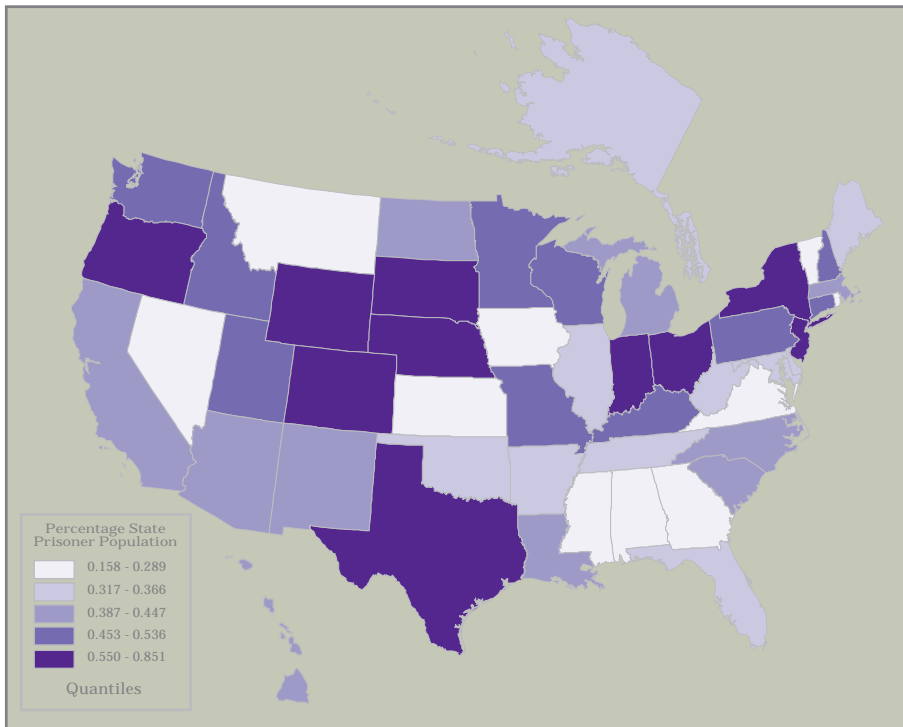 Percentage State
Prisoner Population
0.158 - 0.289
0.317 - 0.366
0.387 - 0.447
0.453 - 0.536
0.550 - 0.851
Quantiles